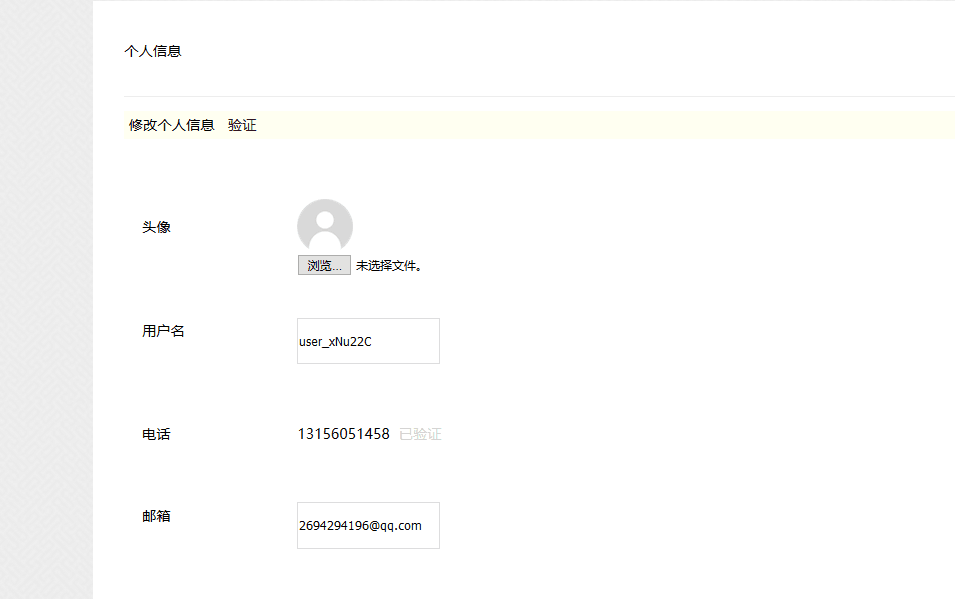 个人信息
修改个人信息 验证
头像
浏览... 未选择文件。
用户名
user_xNu22C
电话
13156051458 已验证
邮箱
2694294196@qq.com